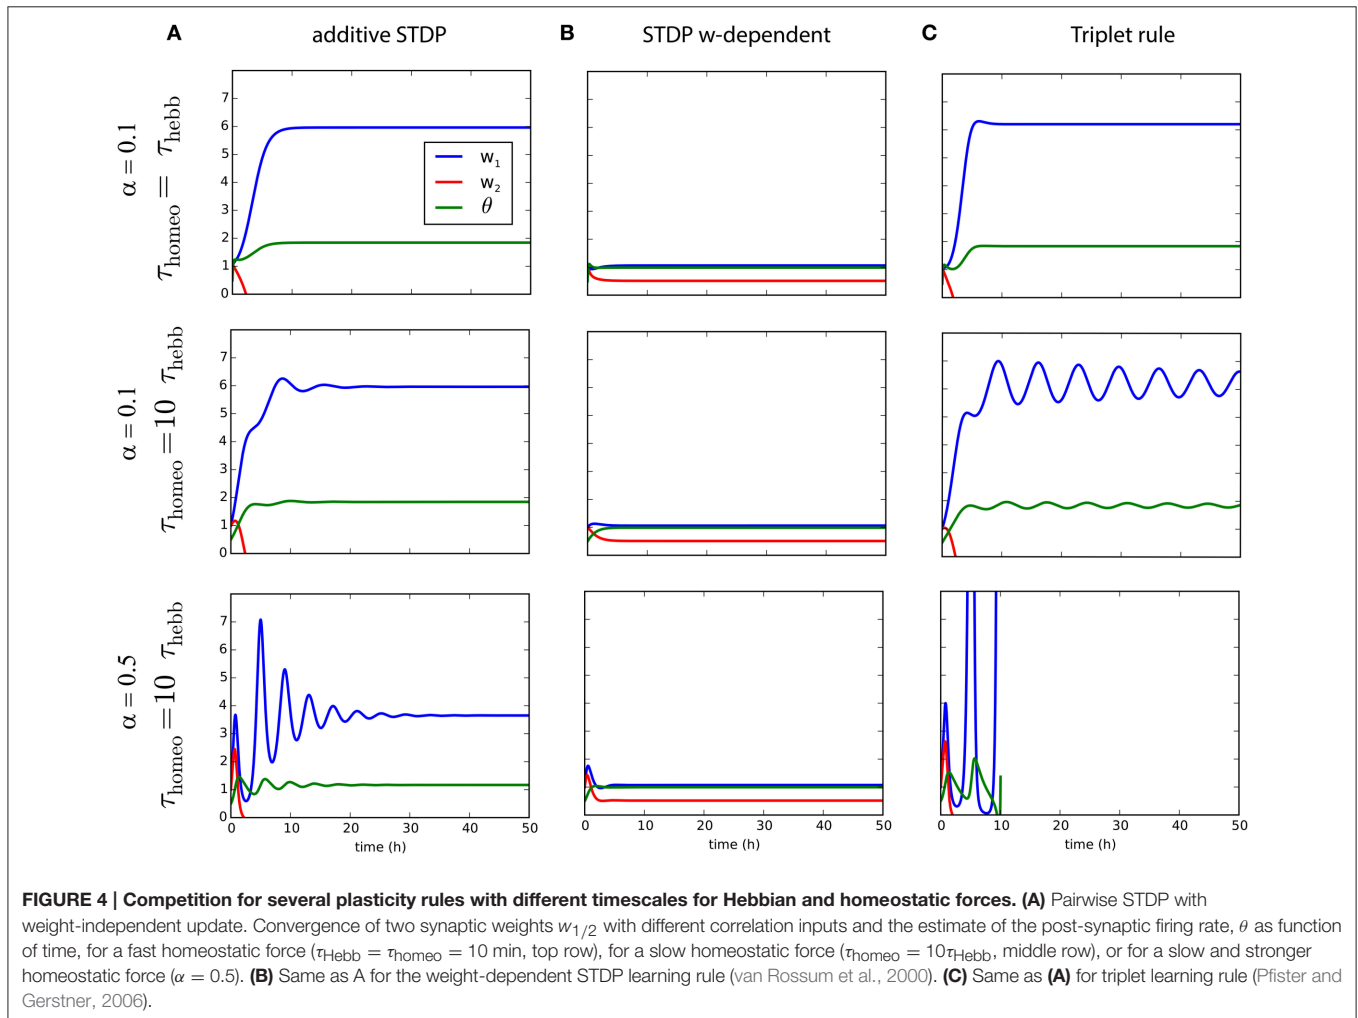 A additive STDP B STDP w-dependent C Triplet rule
α = 0.1
τhomeo = τhebb
7
6
5
4
3
2
1
0
w1
w2
θ
α = 0.1
τhomeo = 10 τhebb
7
6
5
4
3
2
1
0
α = 0.5
τhomeo = 10 τhebb
7
6
5
4
3
2
1
0
0 10 20 30 40 50 0 10 20 30 40 50 0 10 20 30 40 50
time (h) time (h) time (h)
FIGURE 4 | Competition for several plasticity rules with different timescales for Hebbian and homeostatic forces. (A) Pairwise STDP with
weight-independent update. Convergence of two synaptic weights w1/2 with different correlation inputs and the estimate of the post-synaptic firing rate, θ as function
of time, for a fast homeostatic force (τHebb = τhomeo = 10 min, top row), for a slow homeostatic force (τhomeo = 10τHebb, middle row), or for a slow and stronger
homeostatic force (α = 0.5). (B) Same as A for the weight-dependent STDP learning rule (van Rossum et al., 2000). (C) Same as (A) for triplet learning rule (Pfister and
Gerstner, 2006).